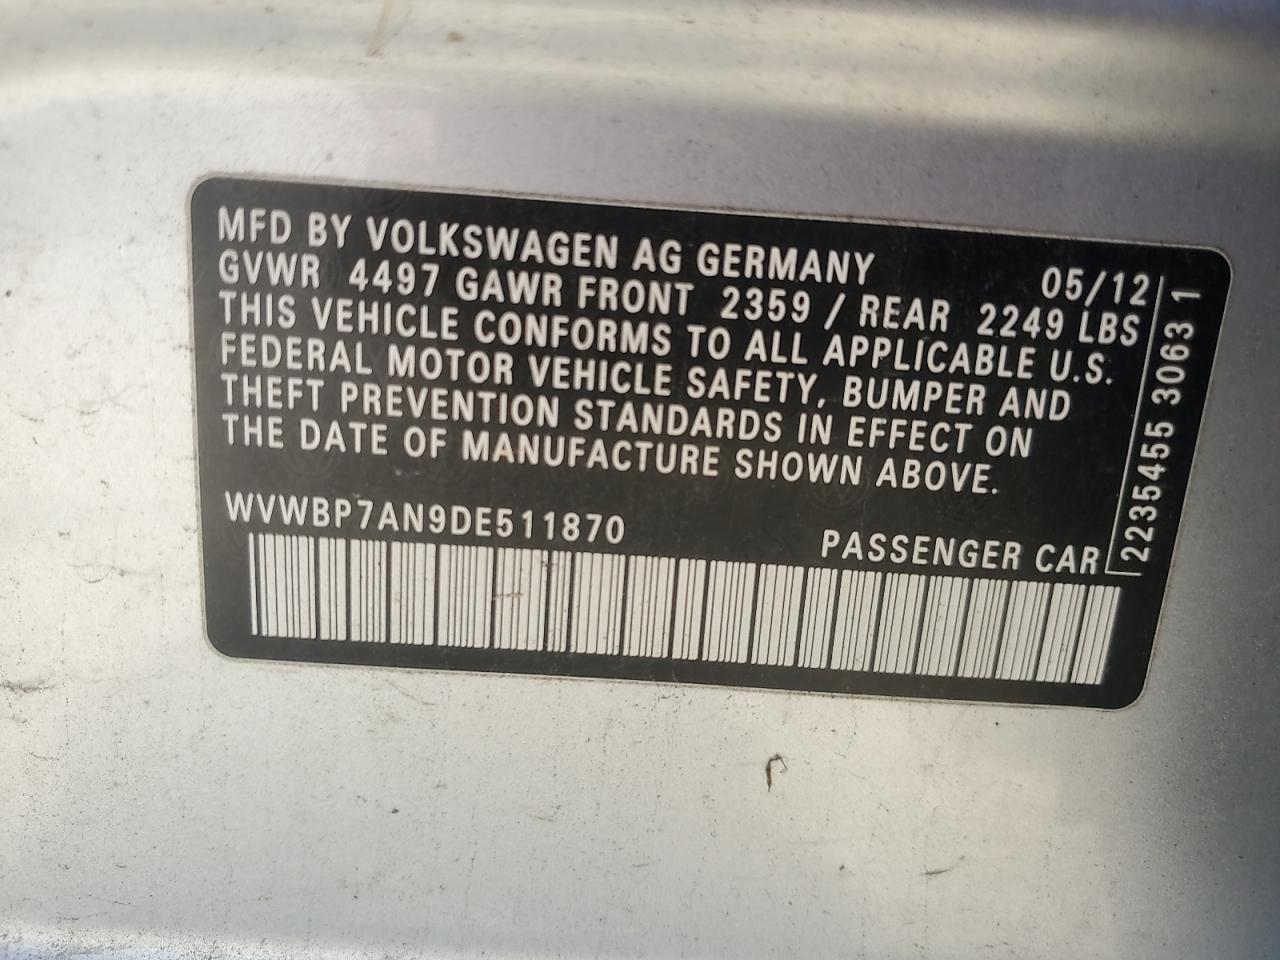 MFD BY VOLKSWAGEN AG GERMANY 05/12
GVWR 4497 GAWR FRONT 2359 / REAR 2249 LBS
THIS VEHICLE CONFORMS TO ALL APPLICABLE U.S.
FEDERAL MOTOR VEHICLE SAFETY, BUMPER AND
THEFT PREVENTION STANDARDS IN EFFECT ON
THE DATE OF MANUFACTURE SHOWN ABOVE.
WVWBP7AN9DE511870
PASSENGER CAR
2235455 3063 1